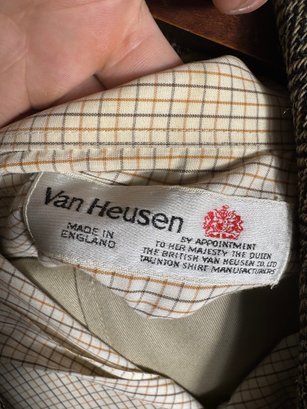 Van Heusen
MADE IN
ENGLAND
BY APPOINTMENT
TO HER MAJESTY THE QUEEN
THE BRITISH VAN HEUSEN CO. LTD
TAUNTON SHIRT MANUFACTURERS